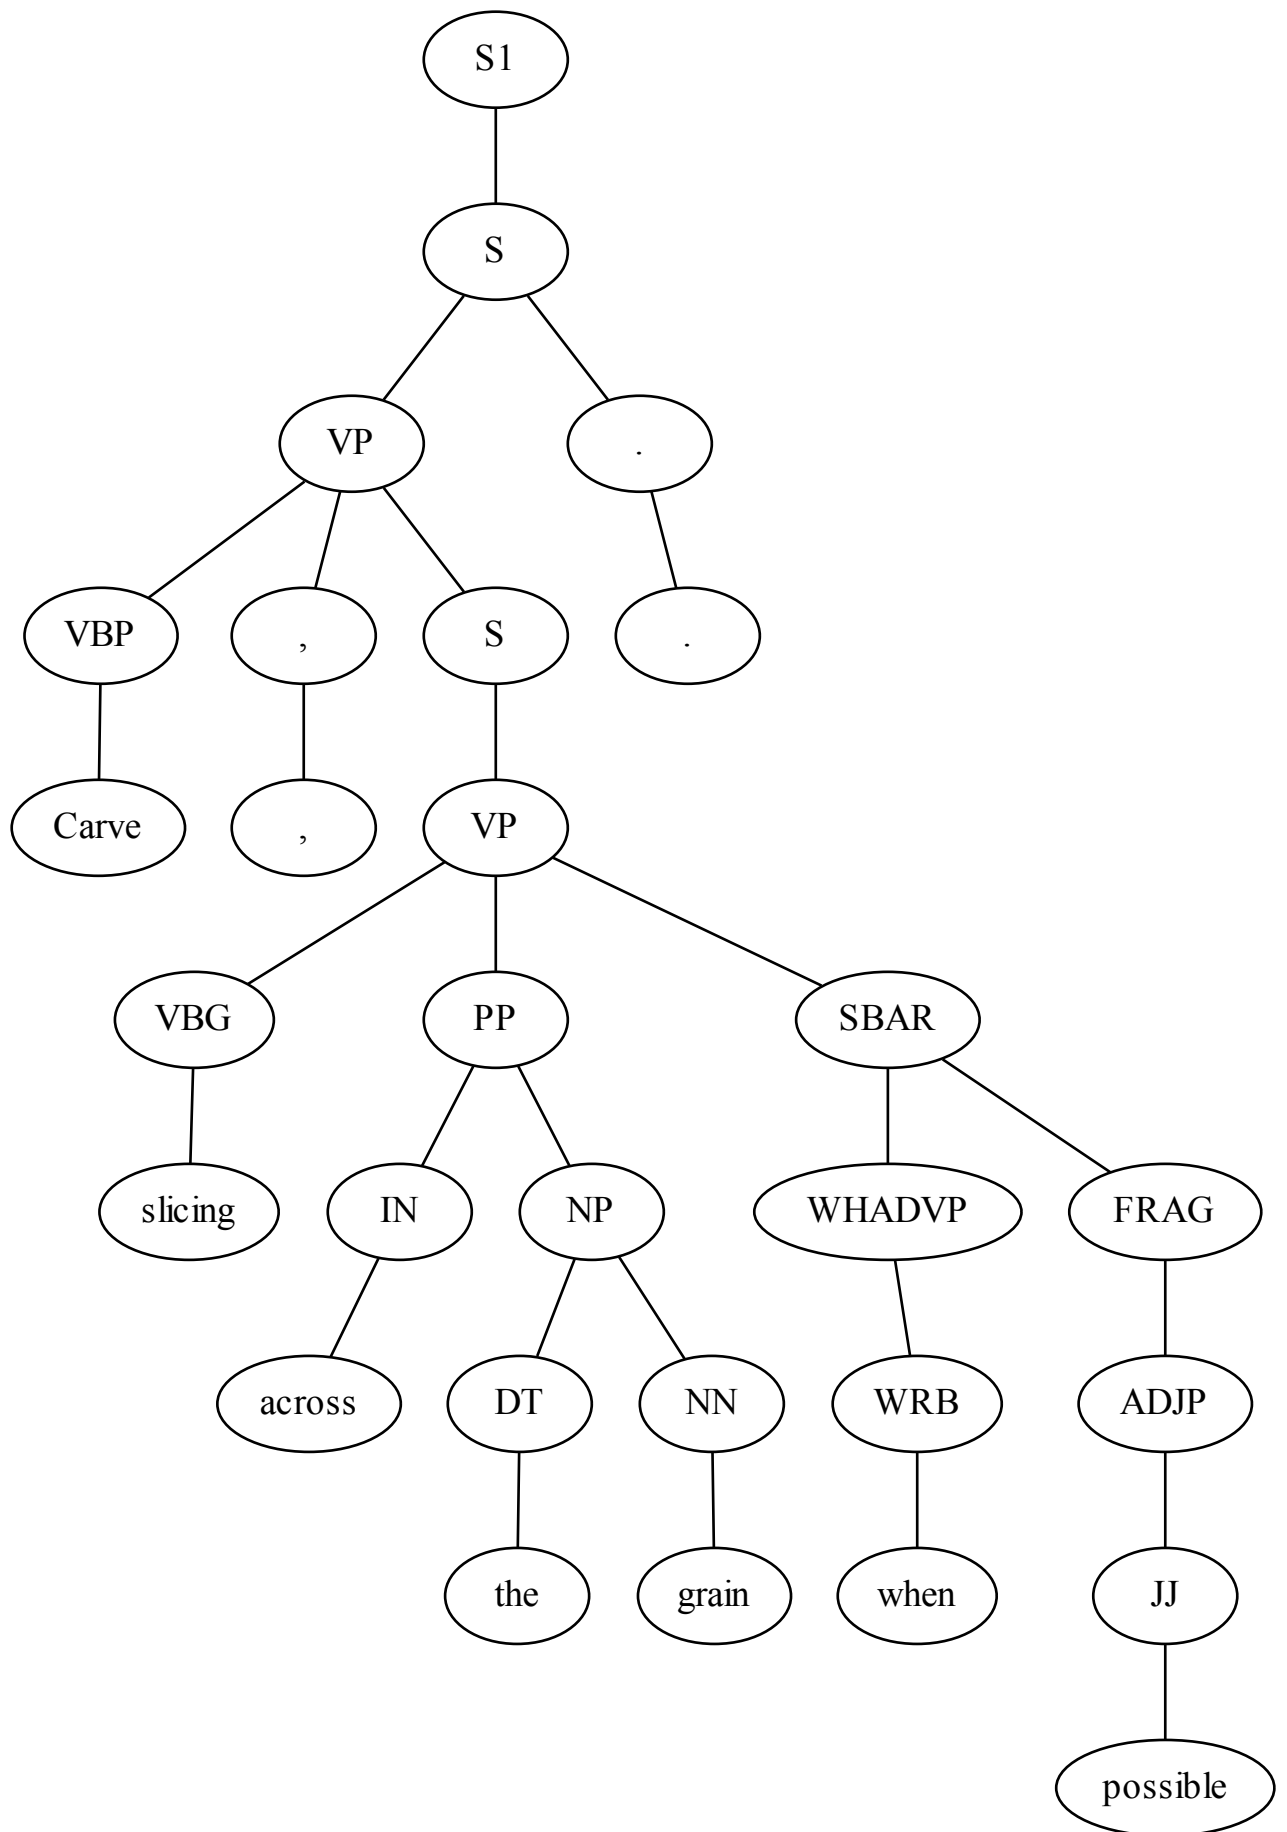 S1
S
VP .
VBP , S .
Carve , VP
VBG PP SBAR
slicing IN NP WHADVP FRAG
across DT NN WRB ADJP
the grain when JJ
possible